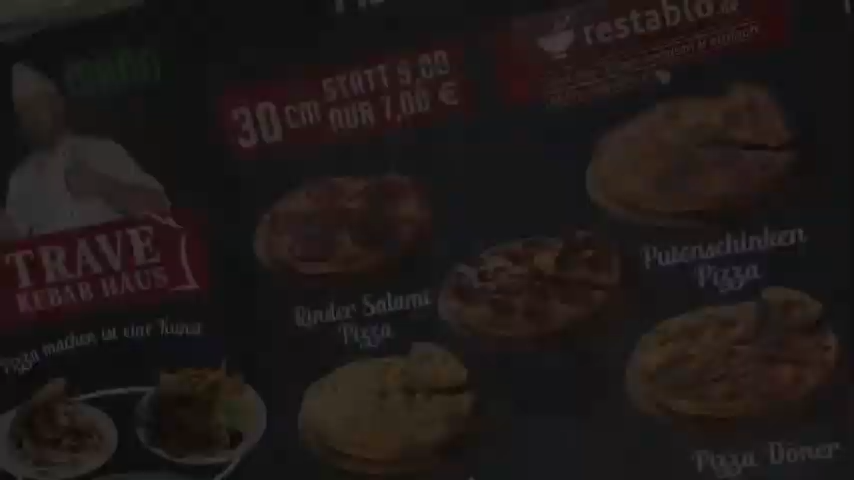 restablo.de
30 cm STATT 9,00
NUR 7,00 €
TRAVE
KEBAB HAUS
Pizza machen ist eine Kunst
Rinder Salami
Pizza
Putenschinken
Pizza
Pizza Döner